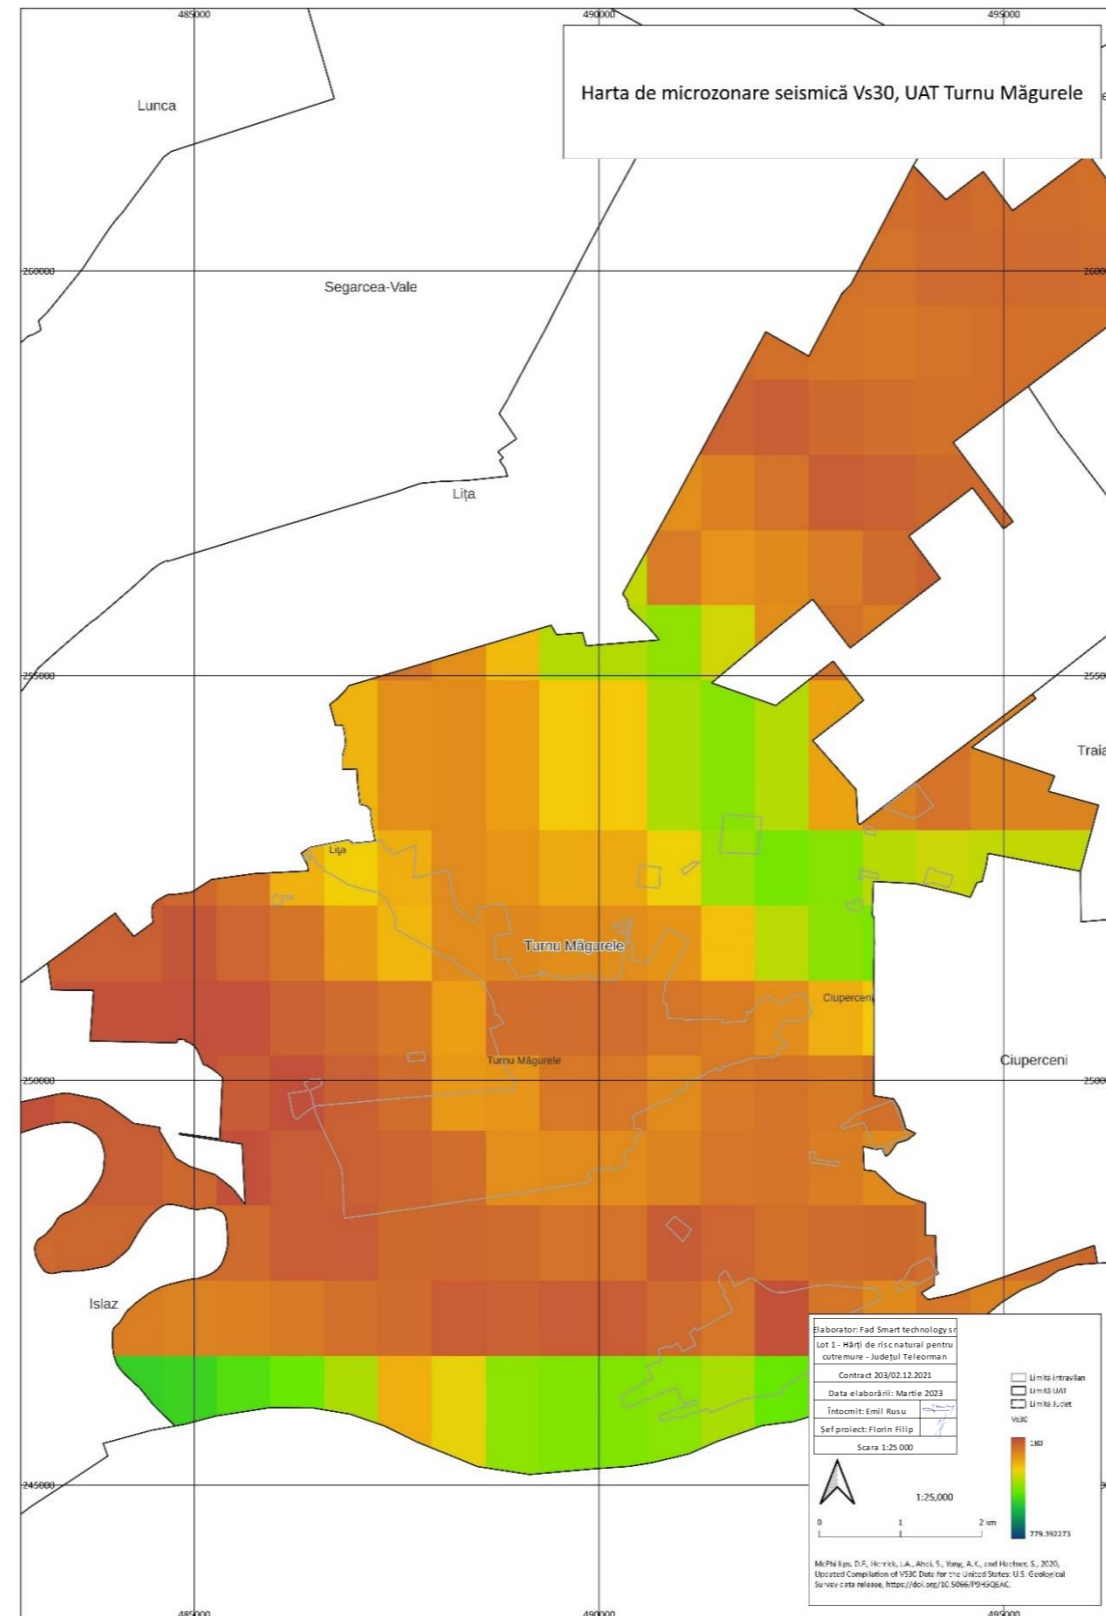 485000
490000
495000
Harta de microzonare seismică Vs30, UAT Turnu Măgurele
Lunca
260000
Segarcea-Vale
Lița
255000
Traia
Lița
Turnu Măgurele
Ciuperceni
Turnu Măgurele
Ciuperceni
250000
Islaz
Elaborator: Fad Smart technology sr
Lot 1 - Hărți de risc natural pentru
cutremure - Județul Teleorman
Contract 203/02.12.2021
Data elaborării: Martie 2023
Întocmit: Emil Rusu
Șef proiect: Florin Filip
Scara 1:25 000
Limită intravilan
Limită UAT
Limită Județ
Vs30
180
779.392273
245000
1:25,000
0 1 2 km
McPhillips, D.F., Herrick, J.A., Ahdi, S., Yong, A.K., and Haefner, S., 2020,
Updated Compilation of VS30 Data for the United States: U.S. Geological
Survey data release, https://doi.org/10.5066/P9H5QEAC.
485000
490000
495000